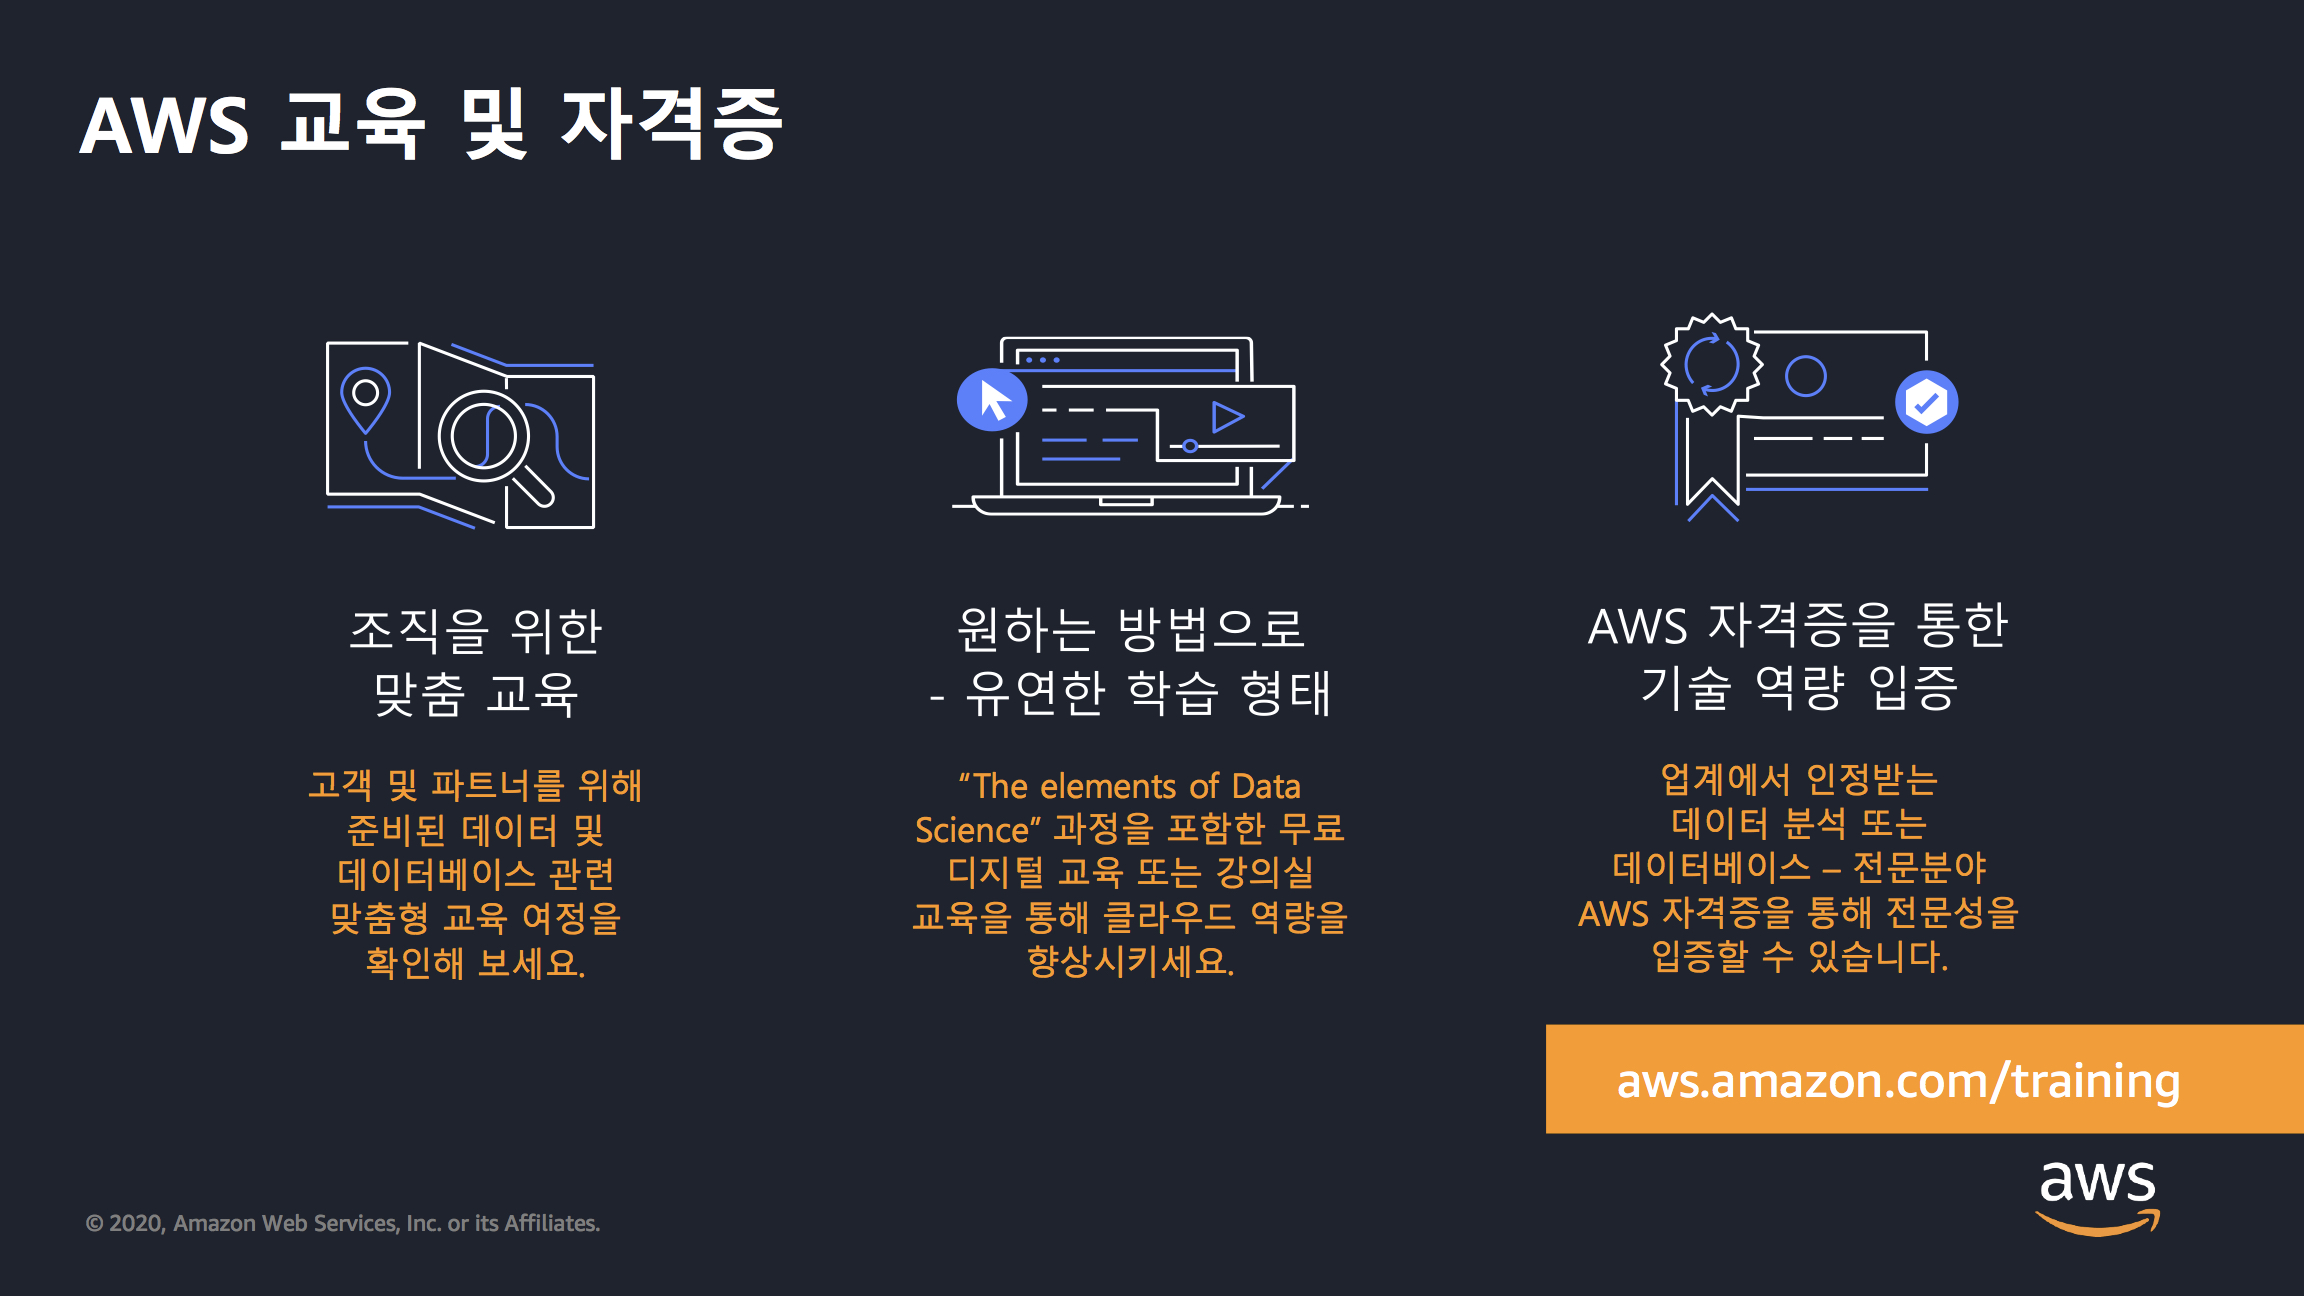 AWS 교육 및 자격증
조직을 위한
맞춤 교육
고객 및 파트너를 위해
준비된 데이터 및
데이터베이스 관련
맞춤형 교육 여정을
확인해 보세요.
원하는 방법으로
- 유연한 학습 형태
“The elements of Data
Science” 과정을 포함한 무료
디지털 교육 또는 강의실
교육을 통해 클라우드 역량을
향상시키세요.
AWS 자격증을 통한
기술 역량 입증
업계에서 인정받는
데이터 분석 또는
데이터베이스 – 전문분야
AWS 자격증을 통해 전문성을
입증할 수 있습니다.
aws.amazon.com/training
aws
© 2020, Amazon Web Services, Inc. or its Affiliates.